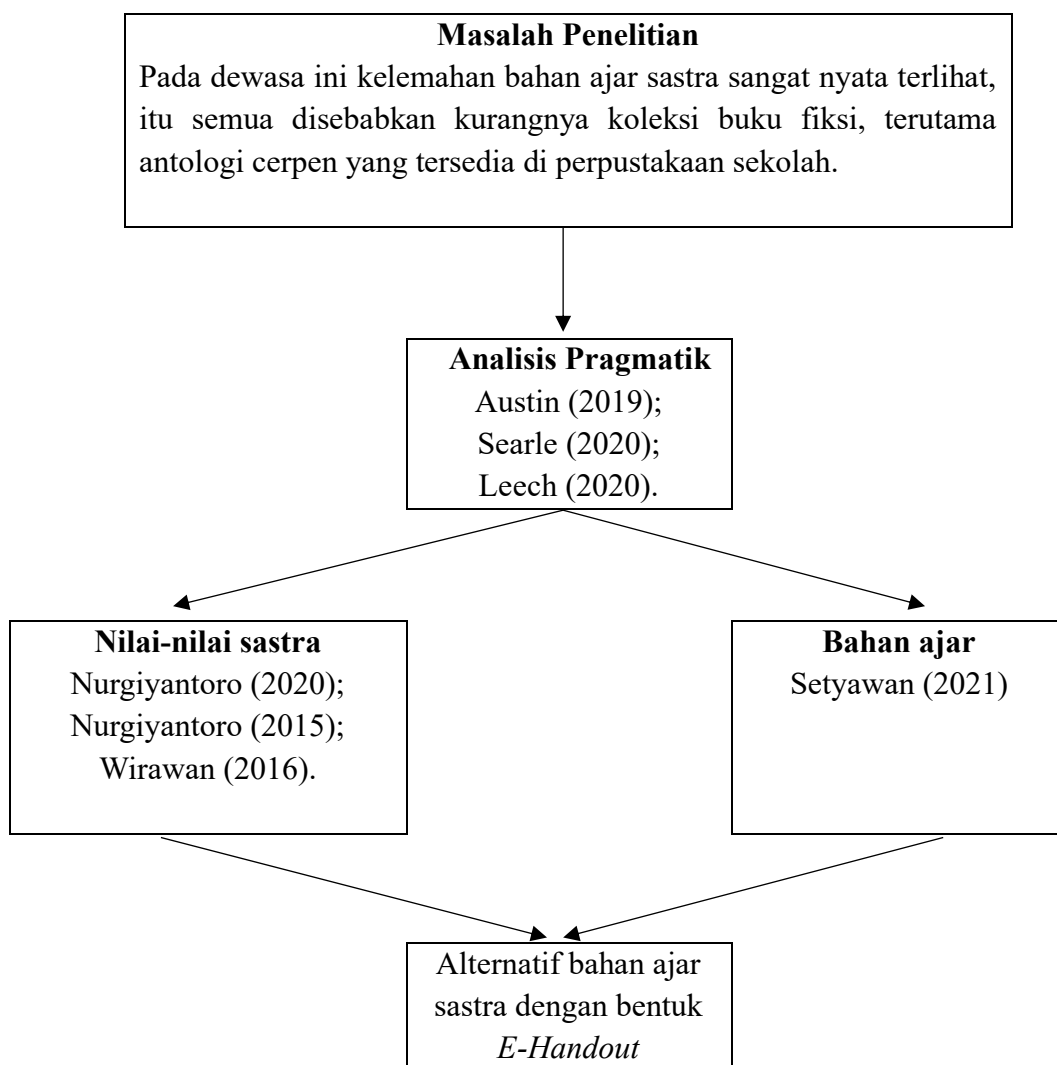 Masalah Penelitian
Pada dewasa ini kelemahan bahan ajar sastra sangat nyata terlihat,
itu semua disebabkan kurangnya koleksi buku fiksi, terutama
antologi cerpen yang tersedia di perpustakaan sekolah.
Analisis Pragmatik
Austin (2019);
Searle (2020);
Leech (2020).
Nilai-nilai sastra
Nurgiyantoro (2020);
Nurgiyantoro (2015);
Wirawan (2016).
Bahan ajar
Setyawan (2021)
Alternatif bahan ajar
sastra dengan bentuk
E-Handout